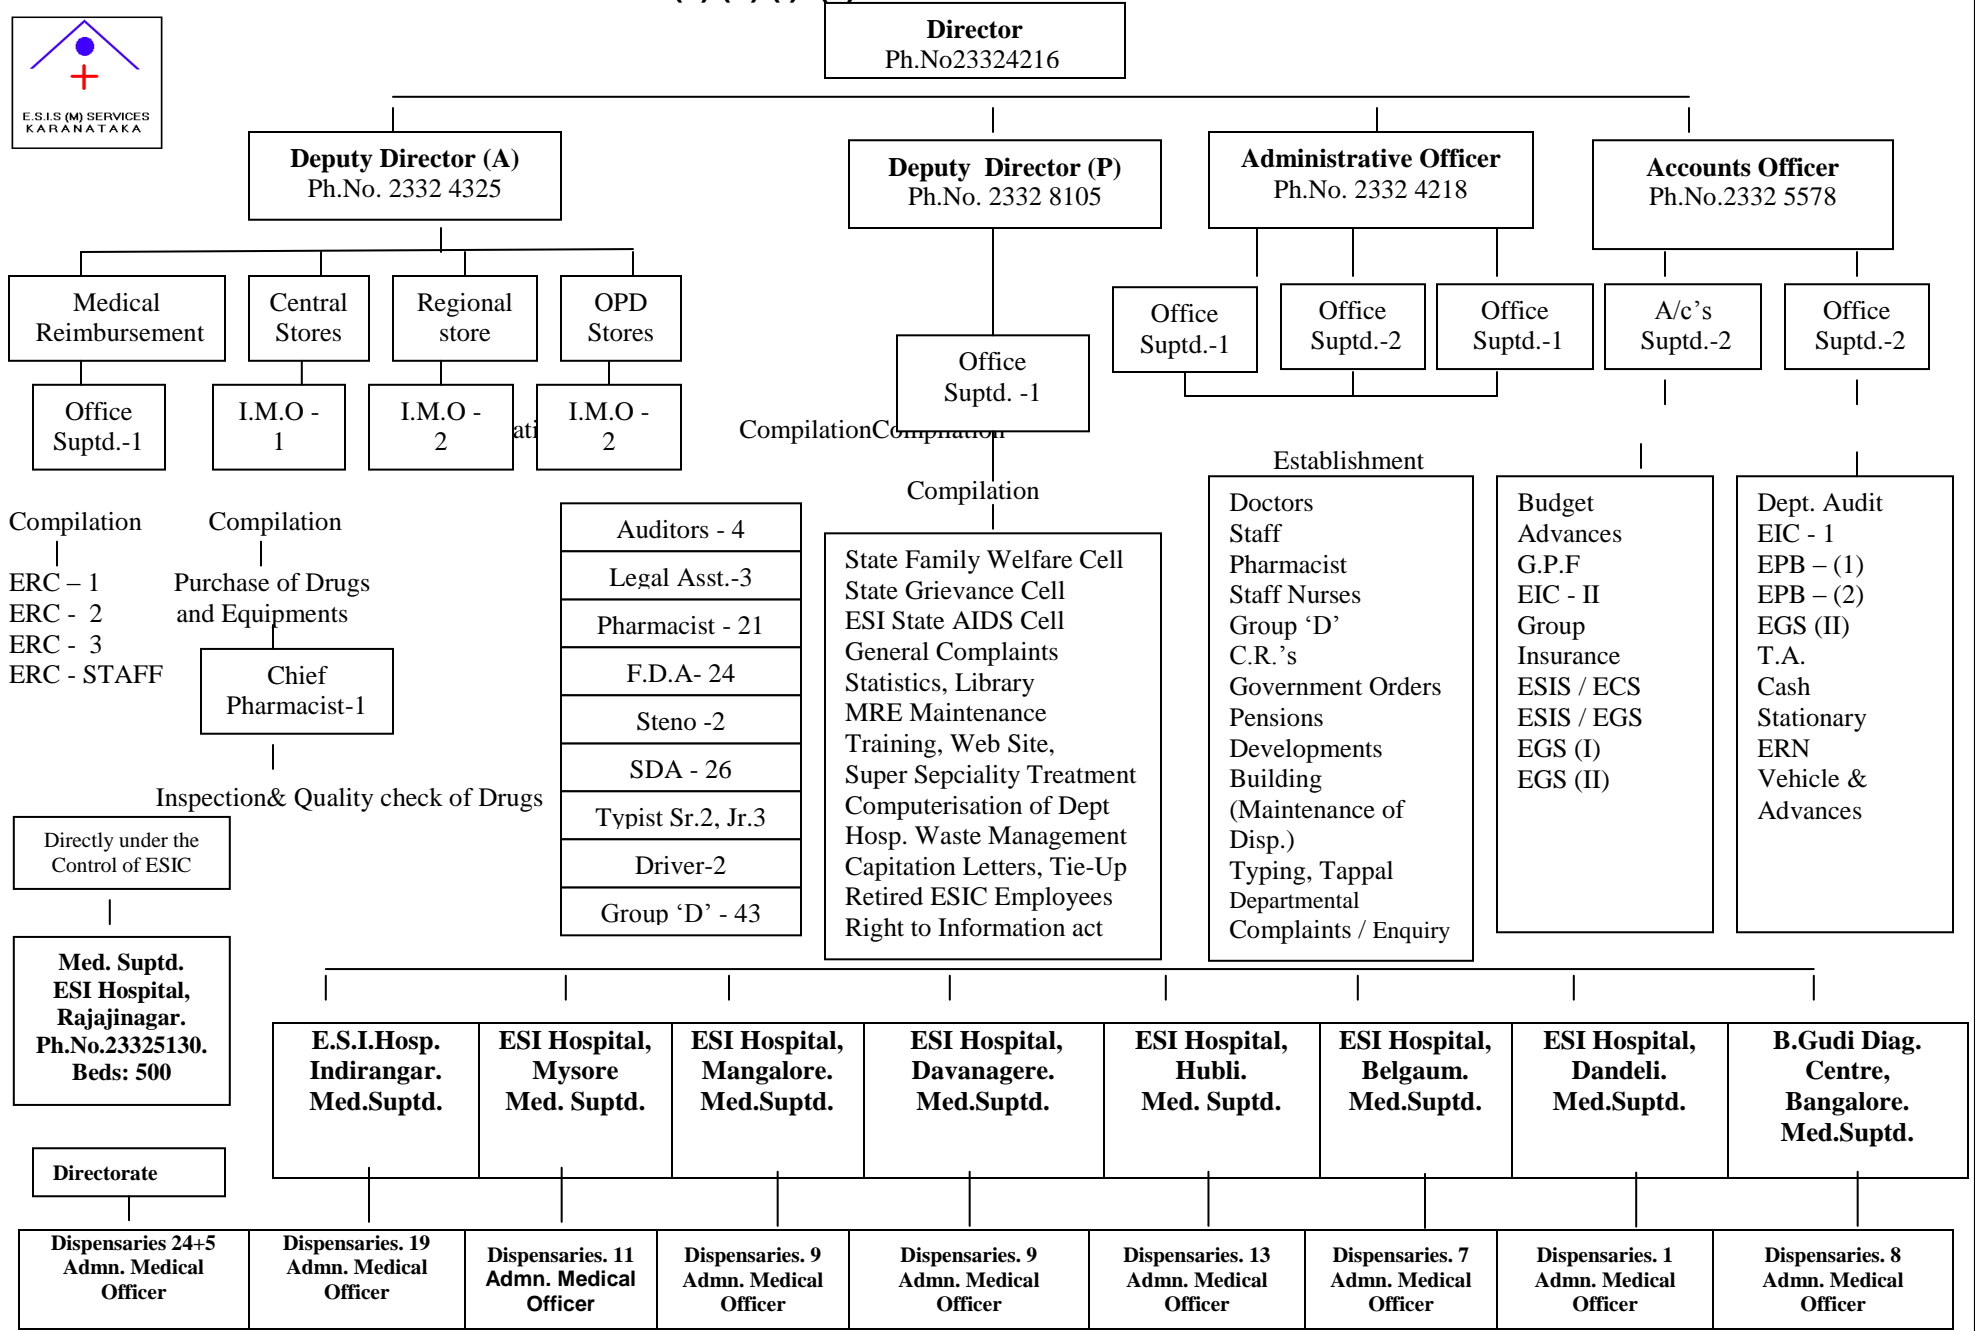 Director
Ph.No23324216
E.S.I.S (M) SERVICES
KARANATAKA
Deputy Director (A)
Ph.No. 2332 4325
Deputy Director (P)
Ph.No. 2332 8105
Administrative Officer
Ph.No. 2332 4218
Accounts Officer
Ph.No.2332 5578
Medical
Reimbursement
Central
Stores
Regional
store
OPD
Stores
Office
Suptd.-1
Office
Suptd.-2
Office
Suptd.-1
A/c's
Suptd.-2
Office
Suptd.-2
Office
Suptd. -1
Office
Suptd.-1
I.M.O -
1
I.M.O -
2
I.M.O -
2
CompilationCompilation
Establishment
Compilation
Compilation
Compilation
ERC – 1
ERC - 2
ERC - 3
ERC - STAFF
Purchase of Drugs
and Equipments
Chief
Pharmacist-1
Inspection& Quality check of Drugs
Auditors - 4
Legal Asst.-3
Pharmacist - 21
F.D.A- 24
Steno -2
SDA - 26
Typist Sr.2, Jr.3
Driver-2
Group ‘D’ - 43
State Family Welfare Cell
State Grievance Cell
ESI State AIDS Cell
General Complaints
Statistics, Library
MRE Maintenance
Training, Web Site,
Super Sepciality Treatment
Computerisation of Dept
Hosp. Waste Management
Capitation Letters, Tie-Up
Retired ESIC Employees
Right to Information act
Doctors
Staff
Pharmacist
Staff Nurses
Group ‘D’
C.R.’s
Government Orders
Pensions
Developments
Building
(Maintenance of
Disp.)
Typing, Tappal
Departmental
Complaints / Enquiry
Budget
Advances
G.P.F
EIC - II
Group
Insurance
ESIS / ECS
ESIS / EGS
EGS (I)
EGS (II)
Dept. Audit
EIC - 1
EPB – (1)
EPB – (2)
EGS (II)
T.A.
Cash
Stationary
ERN
Vehicle &
Advances
Directly under the
Control of ESIC
Med. Suptd.
ESI Hospital,
Rajajinagar.
Ph.No.23325130.
Beds: 500
E.S.I.Hosp.
Indirangar.
Med.Suptd.
ESI Hospital,
Mysore
Med. Suptd.
ESI Hospital,
Mangalore.
Med.Suptd.
ESI Hospital,
Davanagere.
Med.Suptd.
ESI Hospital,
Hubli.
Med. Suptd.
ESI Hospital,
Belgaum.
Med.Suptd.
ESI Hospital,
Dandeli.
Med.Suptd.
B.Gudi Diag.
Centre,
Bangalore.
Med.Suptd.
Directorate
Dispensaries 24+5
Admn. Medical
Officer
Dispensaries. 19
Admn. Medical
Officer
Dispensaries. 11
Admn. Medical
Officer
Dispensaries. 9
Admn. Medical
Officer
Dispensaries. 9
Admn. Medical
Officer
Dispensaries. 13
Admn. Medical
Officer
Dispensaries. 7
Admn. Medical
Officer
Dispensaries. 1
Admn. Medical
Officer
Dispensaries. 8
Admn. Medical
Officer